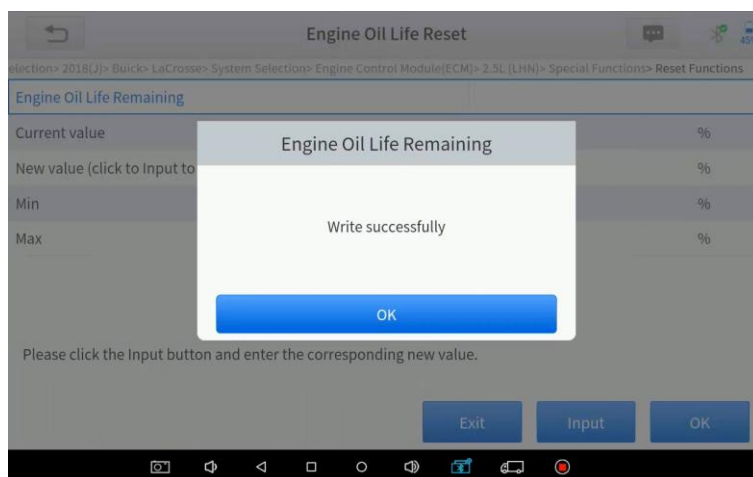 Engine Oil Life Reset
45%
election> 2018(J)> Buick> LaCrosse> System Selection> Engine Control Module(ECM)> 2.5L (LHN)> Special Functions> Reset Functions
Engine Oil Life Remaining
Current value %
New value (click to Input to %
Min %
Max %
Engine Oil Life Remaining
Write successfully
OK
Please click the Input button and enter the corresponding new value.
Exit Input OK